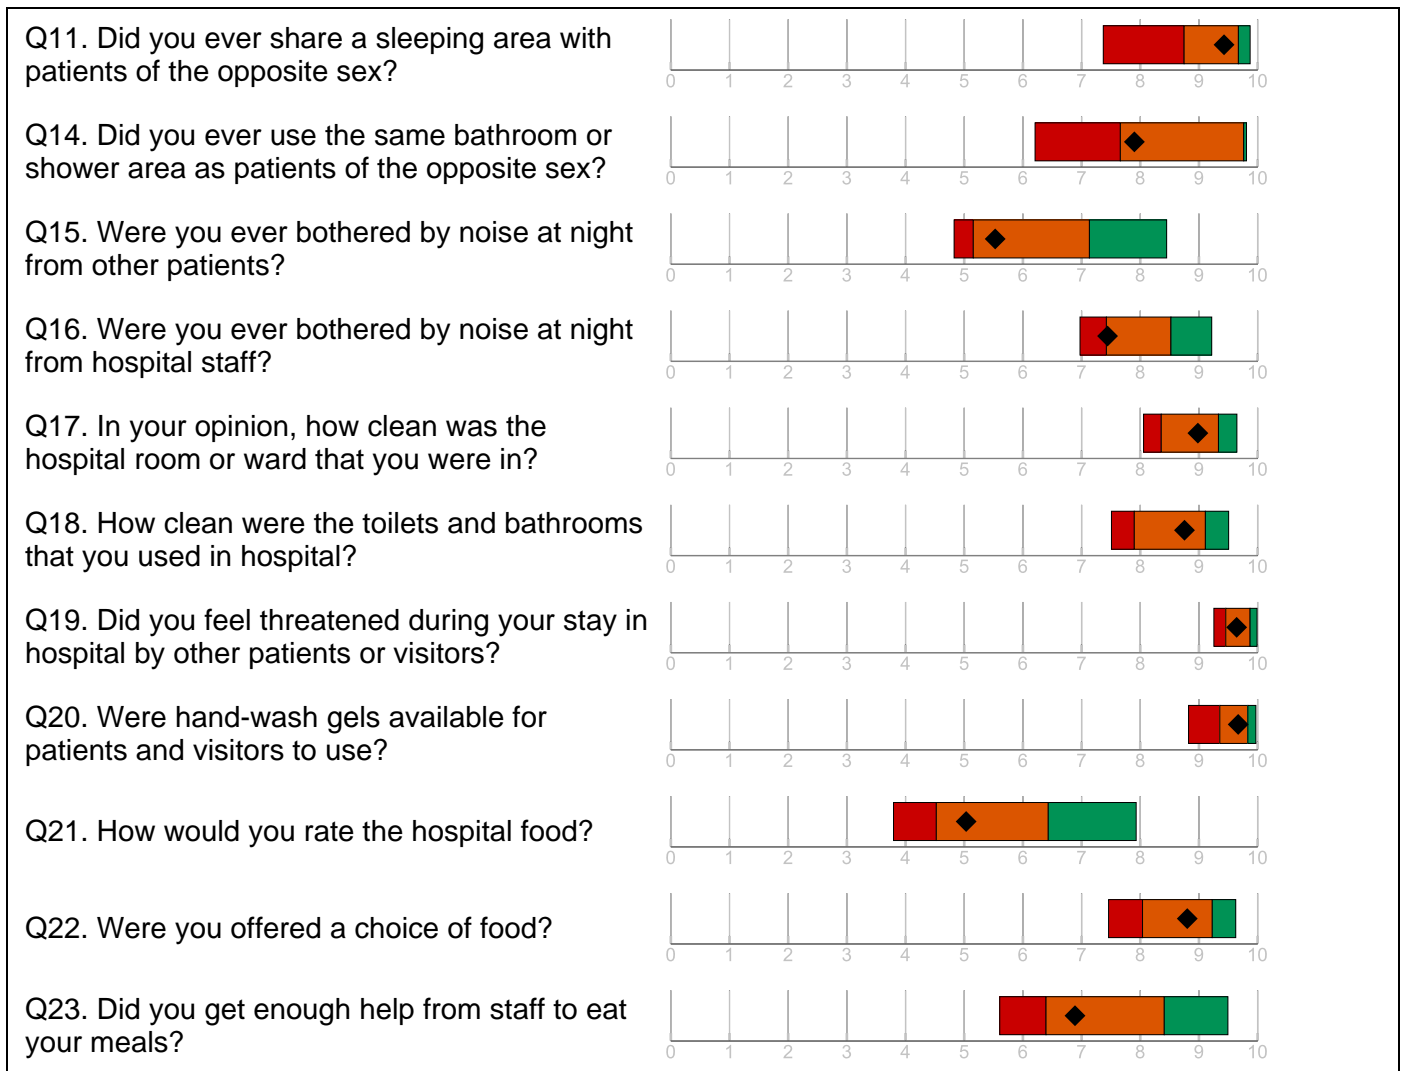 Q11. Did you ever share a sleeping area with
patients of the opposite sex?
0 1 2 3 4 5 6 7 8 9 10
Q14. Did you ever use the same bathroom or
shower area as patients of the opposite sex?
0 1 2 3 4 5 6 7 8 9 10
Q15. Were you ever bothered by noise at night
from other patients?
0 1 2 3 4 5 6 7 8 9 10
Q16. Were you ever bothered by noise at night
from hospital staff?
0 1 2 3 4 5 6 7 8 9 10
Q17. In your opinion, how clean was the
hospital room or ward that you were in?
0 1 2 3 4 5 6 7 8 9 10
Q18. How clean were the toilets and bathrooms
that you used in hospital?
0 1 2 3 4 5 6 7 8 9 10
Q19. Did you feel threatened during your stay in
hospital by other patients or visitors?
0 1 2 3 4 5 6 7 8 9 10
Q20. Were hand-wash gels available for
patients and visitors to use?
0 1 2 3 4 5 6 7 8 9 10
Q21. How would you rate the hospital food?
0 1 2 3 4 5 6 7 8 9 10
Q22. Were you offered a choice of food?
0 1 2 3 4 5 6 7 8 9 10
Q23. Did you get enough help from staff to eat
your meals?
0 1 2 3 4 5 6 7 8 9 10